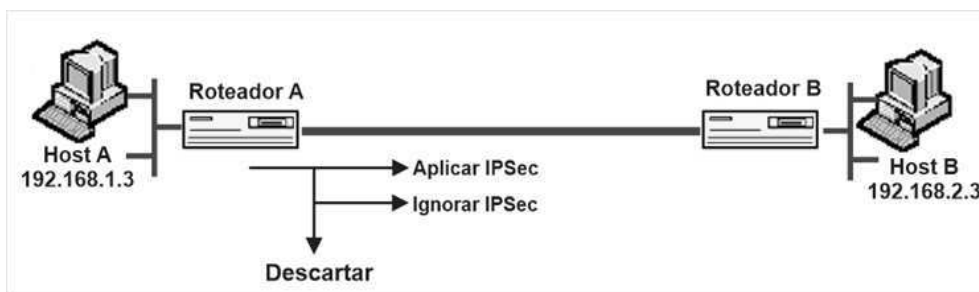 Roteador A
Roteador B
Host A
192.168.1.3
Host B
192.168.2.3
Aplicar IPSec
Ignorar IPSec
Descartar